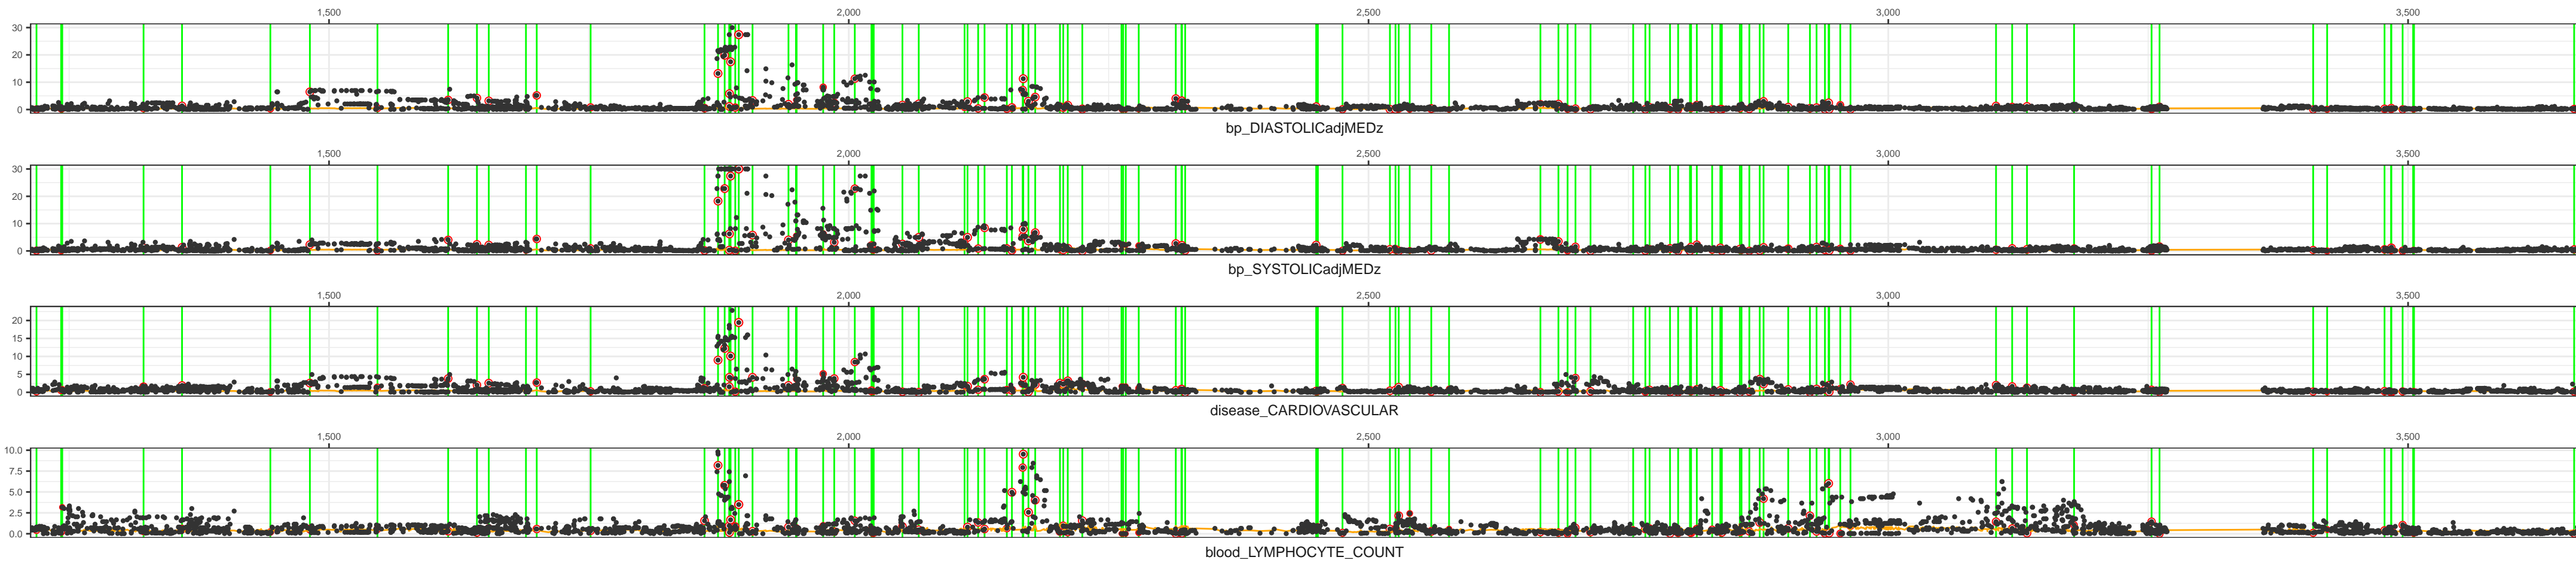 1,500 2,000 2,500 3,000 3,500
30
20
10
0
bp_DIASTOLICadjMEDz
1,500 2,000 2,500 3,000 3,500
30
20
10
0
bp_SYSTOLICadjMEDz
1,500 2,000 2,500 3,000 3,500
20
15
10
5
0
disease_CARDIOVASCULAR
1,500 2,000 2,500 3,000 3,500
10.0
7.5
5.0
2.5
0.0
blood_LYMPHOCYTE_COUNT